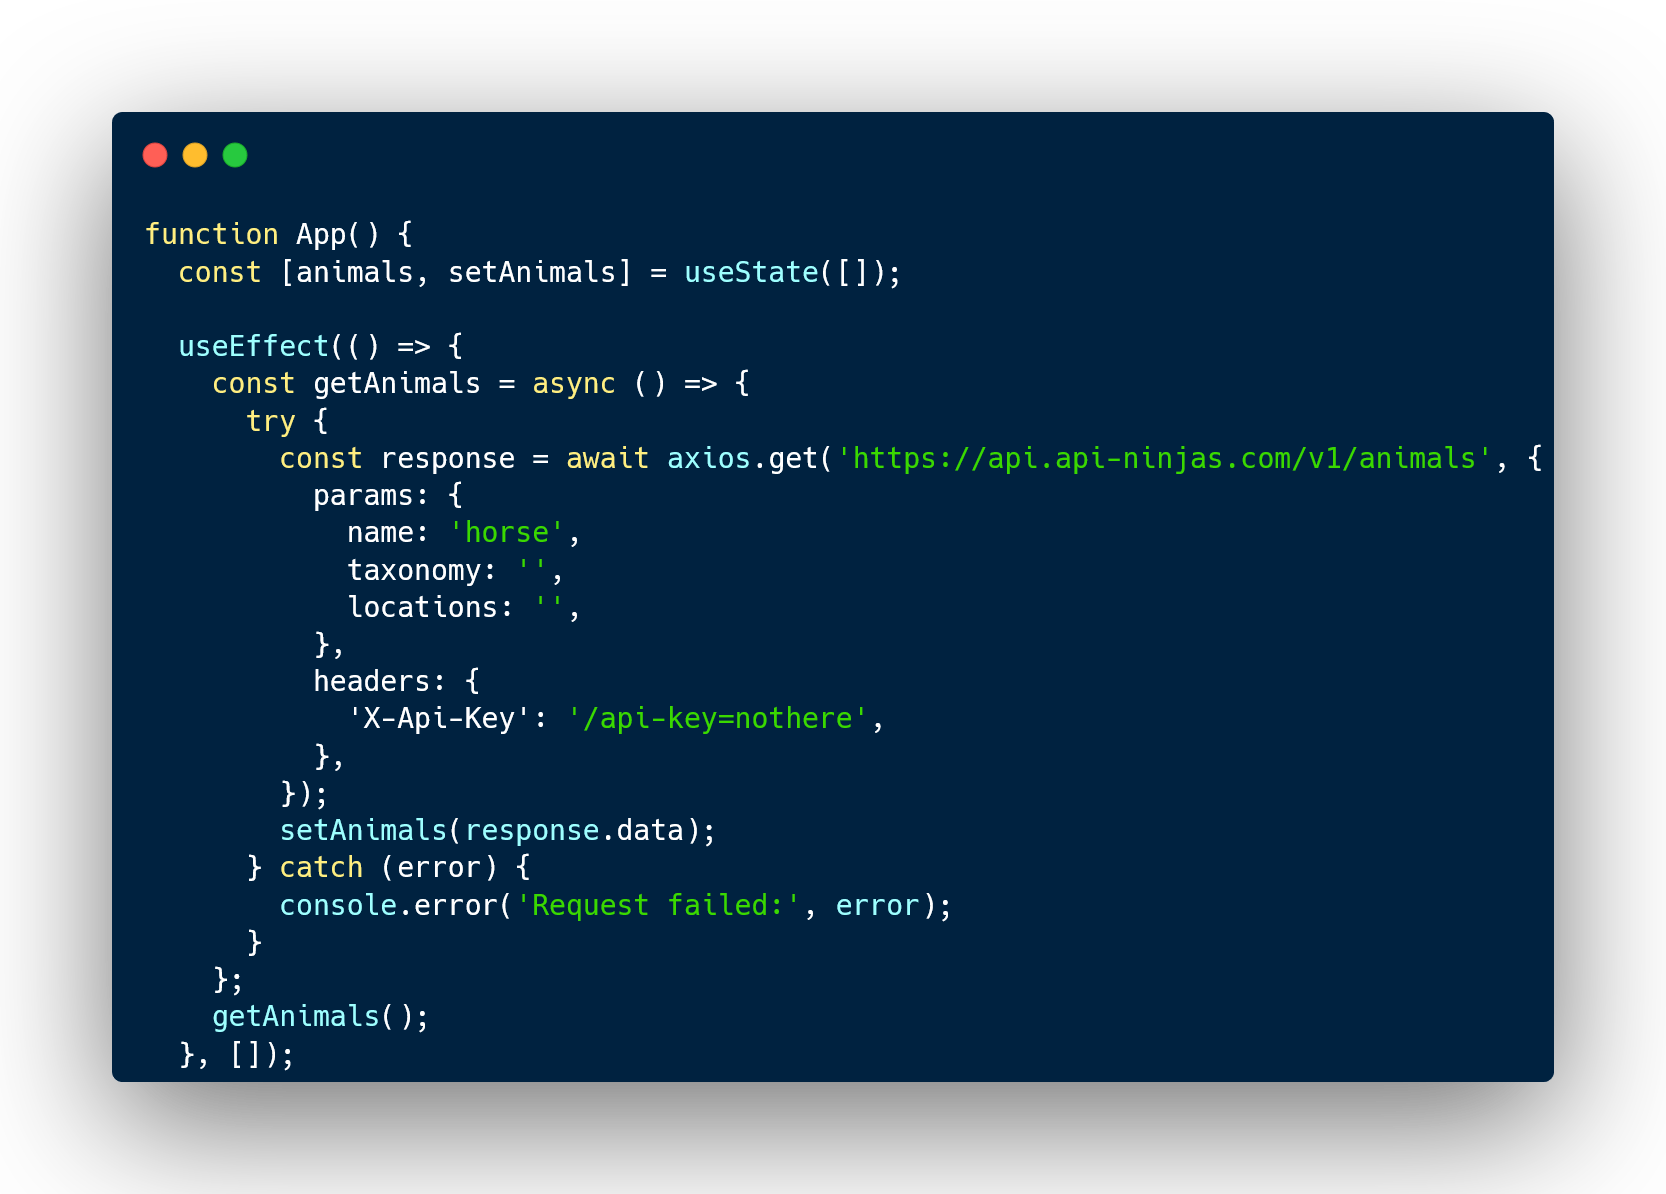 function App() {
  const [animals, setAnimals] = useState([]);

  useEffect(() => {
    const getAnimals = async () => {
      try {
        const response = await axios.get('https://api.api-ninjas.com/v1/animals', {
          params: {
            name: 'horse',
            taxonomy: '',
            locations: '',
          },
          headers: {
            'X-Api-Key': '/api-key=nothere',
          },
        });
        setAnimals(response.data);
      } catch (error) {
        console.error('Request failed:', error);
      }
    };
    getAnimals();
  }, []);